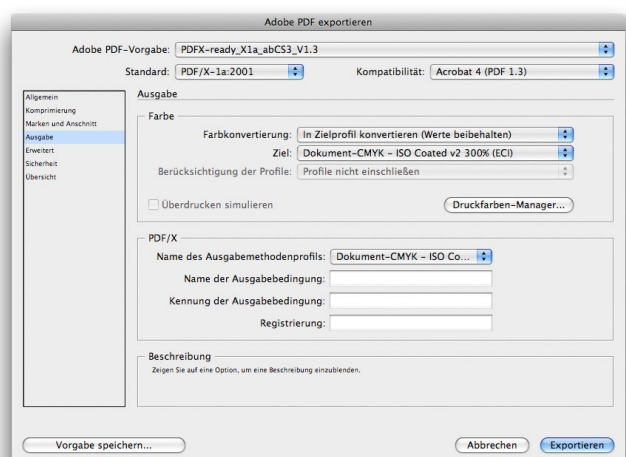 Adobe PDF exportieren
Adobe PDF-Vorgabe: PDFX-ready_X1a_abCS3_V1.3
Standard: PDF/X-1a:2001 Kompatibilität: Acrobat 4 (PDF 1.3)
Allgemein
Komprimierung
Marken und Anschnitt
Ausgabe
Erweitert
Sicherheit
Übersicht
Ausgabe
Farbe
Farbkonvertierung: In Zielprofil konvertieren (Werte beibehalten)
Ziel: Dokument-CMYK - ISO Coated v2 300% (ECI)
Berücksichtigung der Profile: Profile nicht einschließen
Überdrucken simulieren Druckfarben-Manager...
PDF/X
Name des Ausgabemethodenprofils: Dokument-CMYK - ISO Co...
Name der Ausgabebedingung:
Kennung der Ausgabebedingung:
Registrierung:
Beschreibung
Zeigen Sie auf eine Option, um eine Beschreibung einzublenden.
Vorgabe speichern... Abbrechen Exportieren